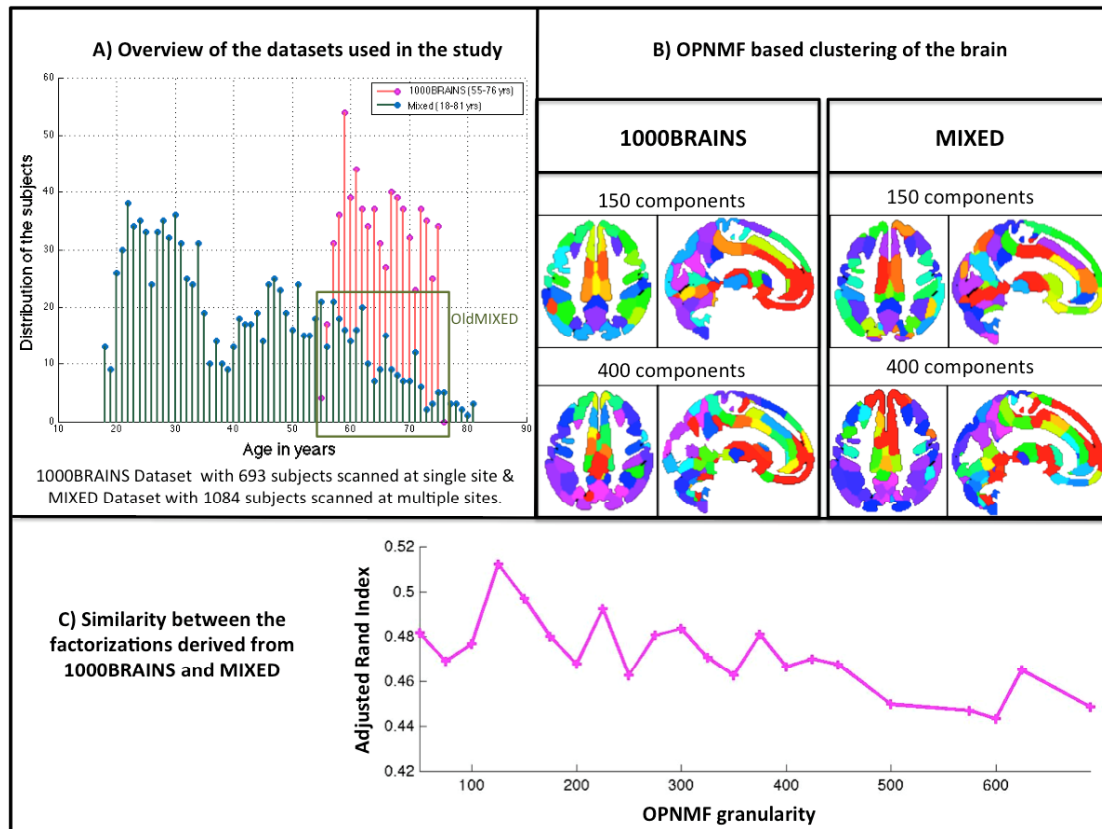 A) Overview of the datasets used in the study
60
50
40
30
20
10
0
Distribution of the subjects
1000BRAINS (55-76 yrs)
Mixed (18-81 yrs)
OldMIXED
10 20 30 40 50 60 70 80 90
Age in years
1000BRAINS Dataset with 693 subjects scanned at single site &
MIXED Dataset with 1084 subjects scanned at multiple sites.
B) OPNMF based clustering of the brain
1000BRAINS
150 components
400 components
MIXED
150 components
400 components
C) Similarity between the
factorizations derived from
1000BRAINS and MIXED
Adjusted Rand Index
0.52
0.5
0.48
0.46
0.44
0.42
100 200 300 400 500 600
OPNMF granularity